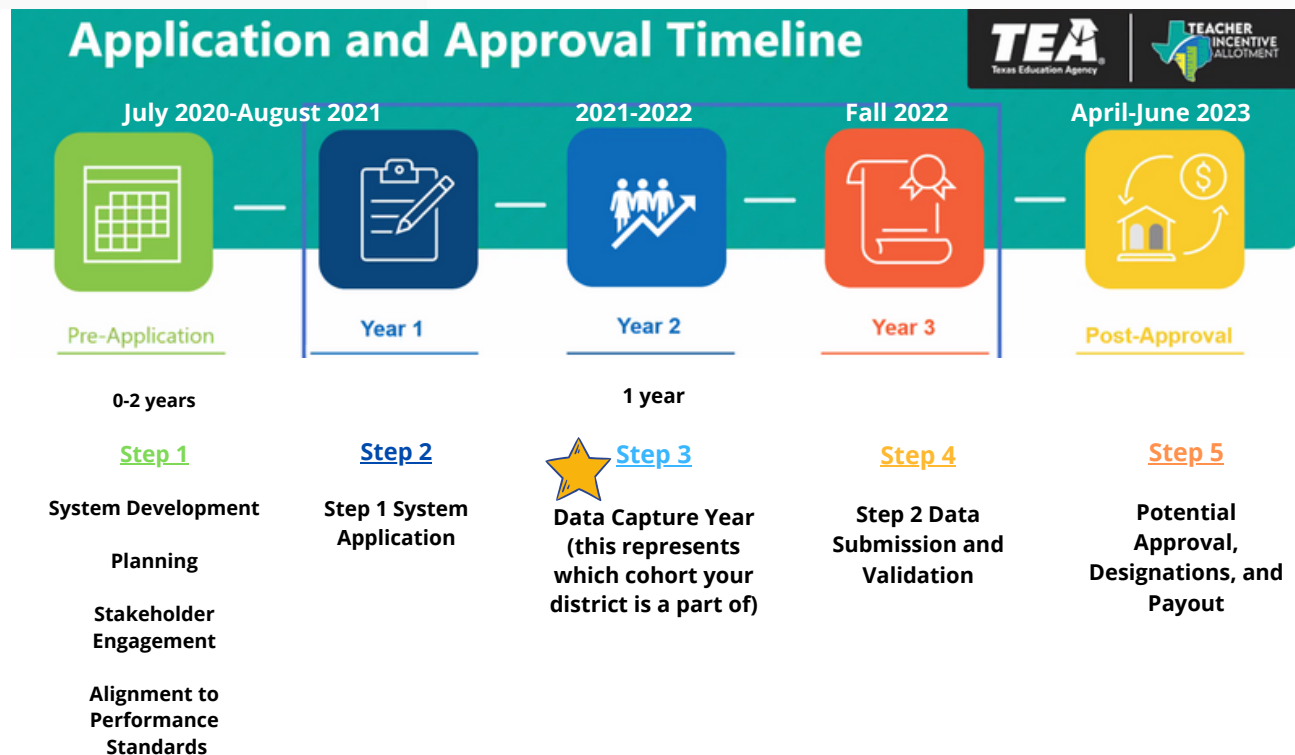 Application and Approval Timeline
TEA
Texas Education Agency
TEACHER
INCENTIVE
ALLOTMENT
July 2020-August 2021
2021-2022
Fall 2022
April-June 2023
$
Pre-Application
Year 1
Year 2
Year 3
Post-Approval
0-2 years
1 year
Step 1
System Development
Planning
Stakeholder
Engagement
Alignment to
Performance
Standards
Step 2
Step 1 System
Application
Step 3
Data Capture Year
(this represents
which cohort your
district is a part of)
Step 4
Step 2 Data
Submission and
Validation
Step 5
Potential
Approval,
Designations, and
Payout